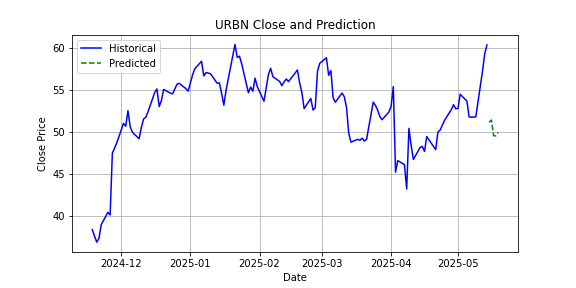 URBN Close and Prediction
Historical
Predicted
60
55
50
45
40
Close Price
2024-12 2025-01 2025-02 2025-03 2025-04 2025-05
Date